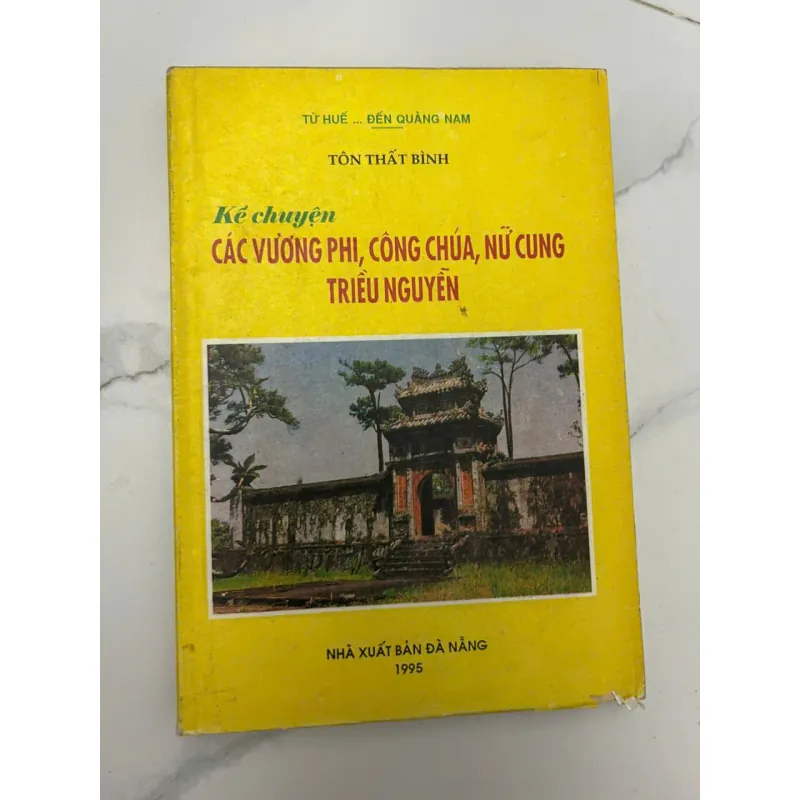 TỪ HUẾ ... ĐẾN QUẢNG NAM
TÔN THẤT BÌNH
Kể chuyện
CÁC VƯƠNG PHI, CÔNG CHÚA, NỮ CUNG
TRIỀU NGUYỄN
NHÀ XUẤT BẢN ĐÀ NẴNG
1995